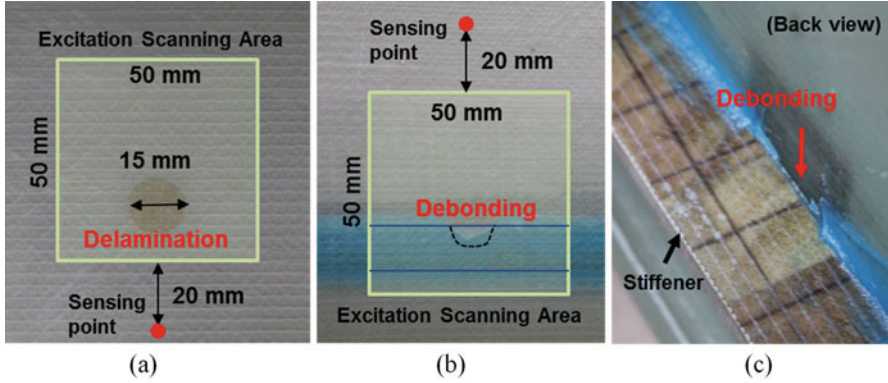 Excitation Scanning Area
50 mm
50 mm
15 mm
Delamination
Sensing
point
20 mm
(a)
Sensing
point
20 mm
50 mm
50 mm
Debonding
Excitation Scanning Area
(b)
(Back view)
Debonding
Stiffener
(c)